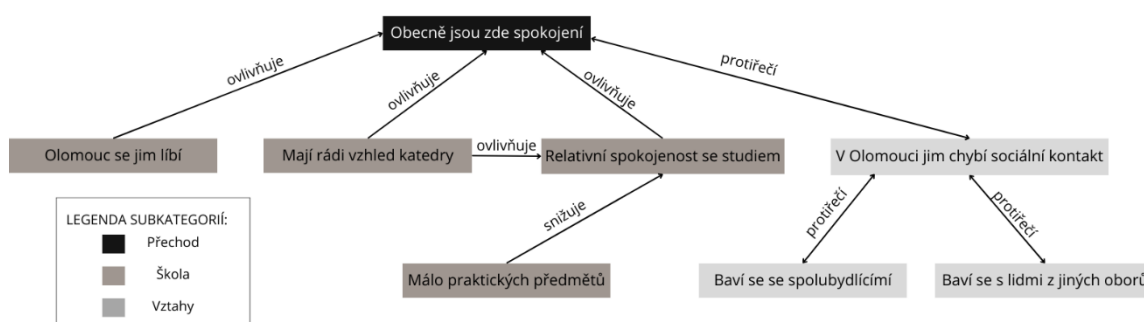 Obecně jsou zde spokojení
ovlivňuje
ovlivňuje
ovlivňuje
protiřečí
Olomouc se jim líbí
Mají rádi vzhled katedry
ovlivňuje
Relativní spokojenost se studiem
V Olomouci jim chybí sociální kontakt
snižuje
protiřečí
protiřečí
Málo praktických předmětů
Baví se se spolubydlícími
Baví se s lidmi z jiných oborů
LEGENDA SUBKATEGORIÍ:
Přechod
Škola
Vztahy